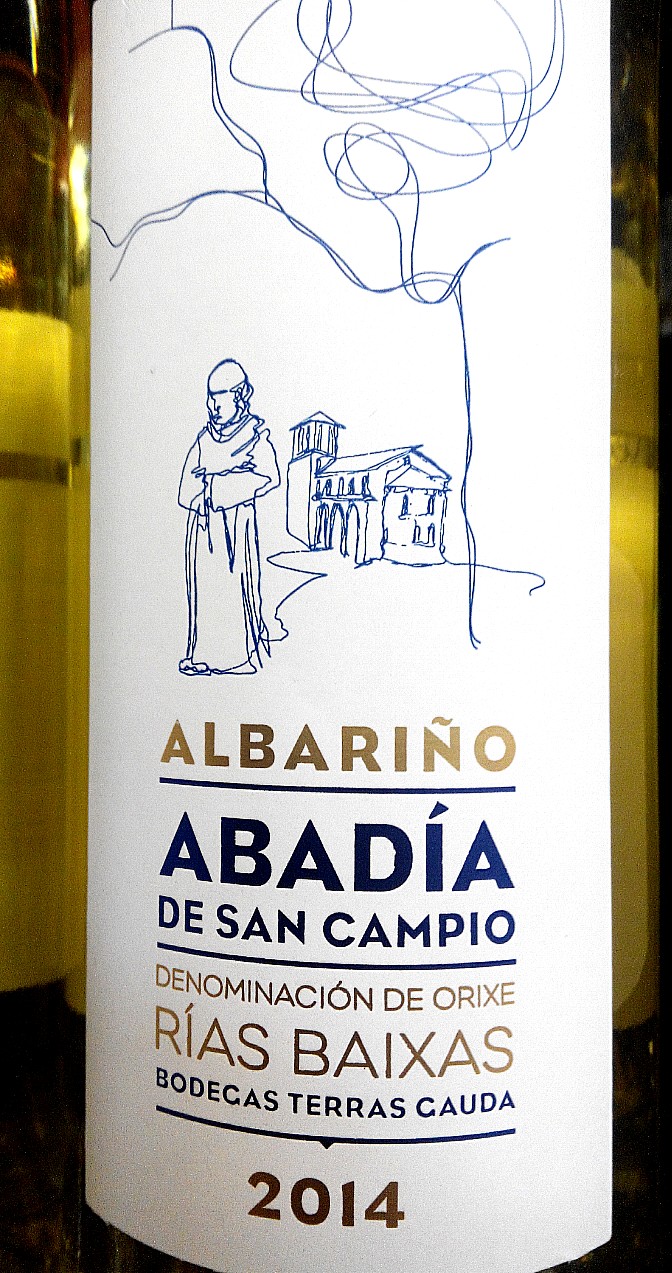 ALBARIÑO
ABADÍA
DE SAN CAMPIO
DENOMINACIÓN DE ORIXE
RÍAS BAIXAS
BODEGAS TERRAS GAUDA
2014